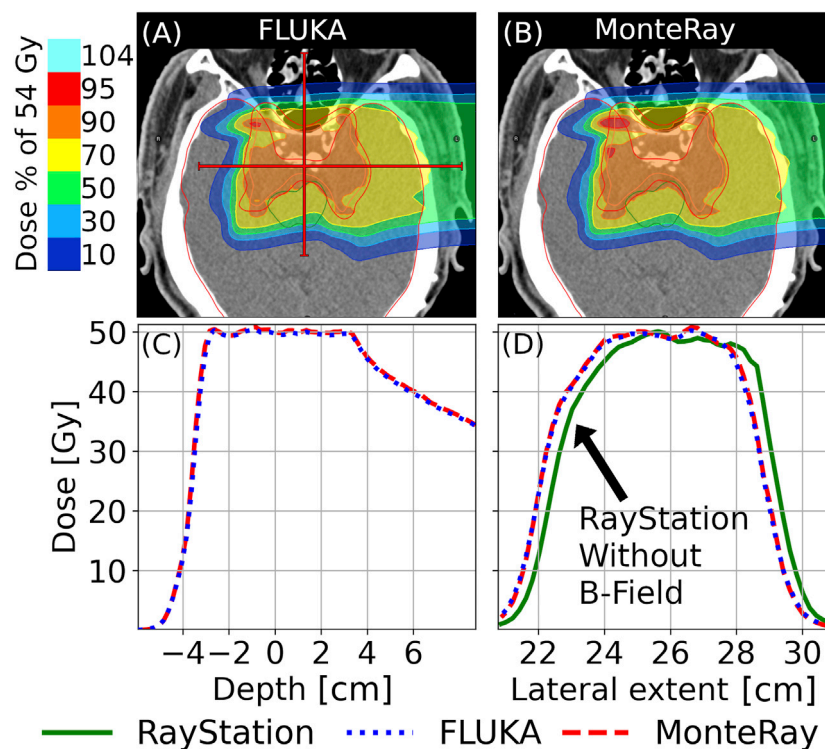 Dose % of 54 Gy
104
95
90
70
50
30
10
(A)
FLUKA
(B)
MonteRay
(C)
Dose [Gy]
50
40
30
20
10
−4
−2
0
2
4
6
Depth [cm]
(D)
RayStation
Without
B-Field
22
24
26
28
30
Lateral extent [cm]
RayStation
FLUKA
MonteRay